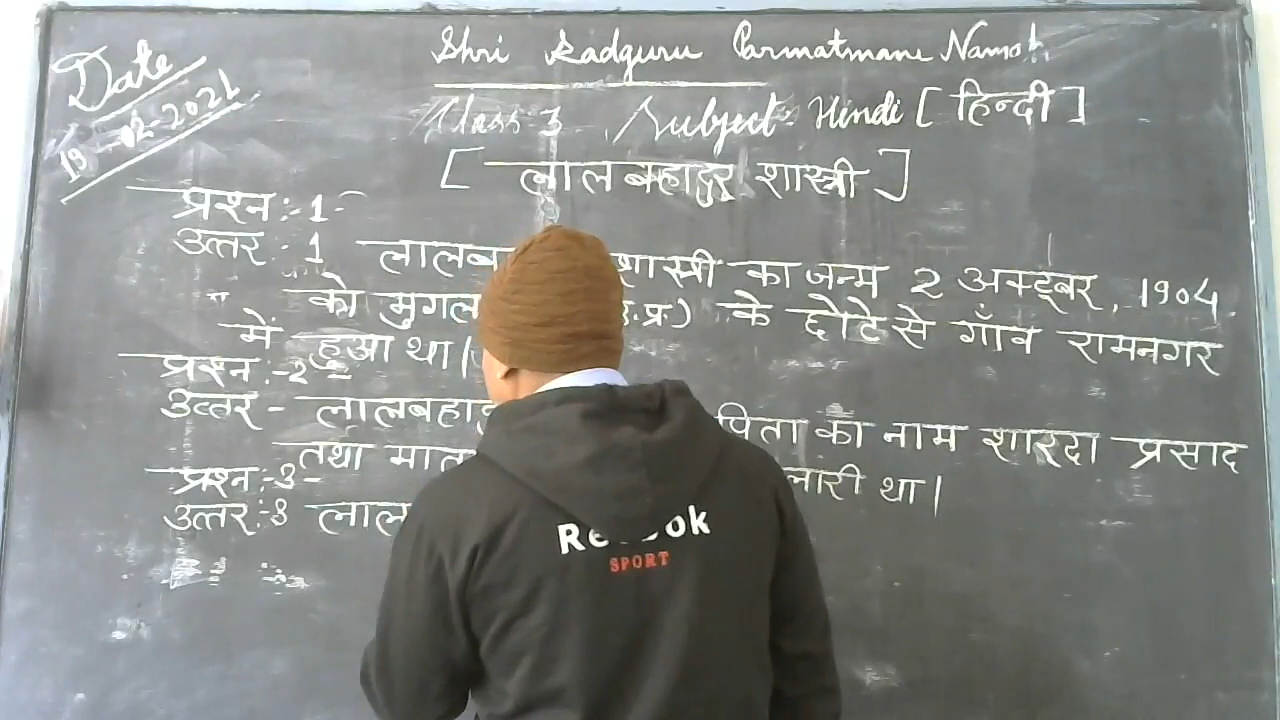 Date
19-02-2021
Shri Sadguru Parmatmane Namah
Class 3 Subject- Hindi [ हिन्दी ]
[ लालबहादुर शास्त्री ]
प्रश्न:-1-
उत्तर:-1 लालब शास्त्री का जन्म 2 अक्टूबर, 1904
को मुगल उ.प्र.) के छोटे से गाँव रामनगर
में हुआ था।
प्रश्न:-2-
उत्तर- लालबहादु पिता का नाम शारदा प्रसाद
तथा मात लारी था।
प्रश्न:-3-
उत्तर:-3 लाल
Re ok
SPORT